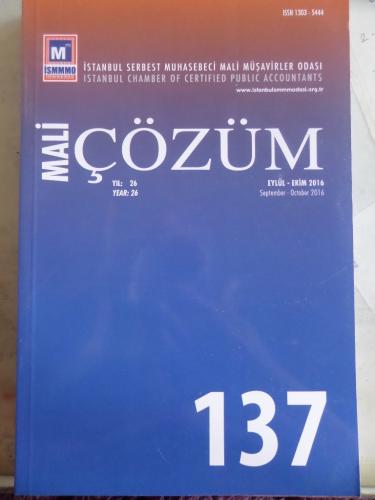 ISSN 1303 - 5444
M
İSMMMO
İSTANBUL SERBEST MUHASEBECİ MALİ MÜŞAVİRLER ODASI
ISTANBUL CHAMBER OF CERTIFIED PUBLIC ACCOUNTANTS
www.istanbulsmmmodasi.org.tr
MALİ
ÇÖZÜM
YIL: 26
EYLÜL - EKİM 2016
YEAR: 26
September - October 2016
137